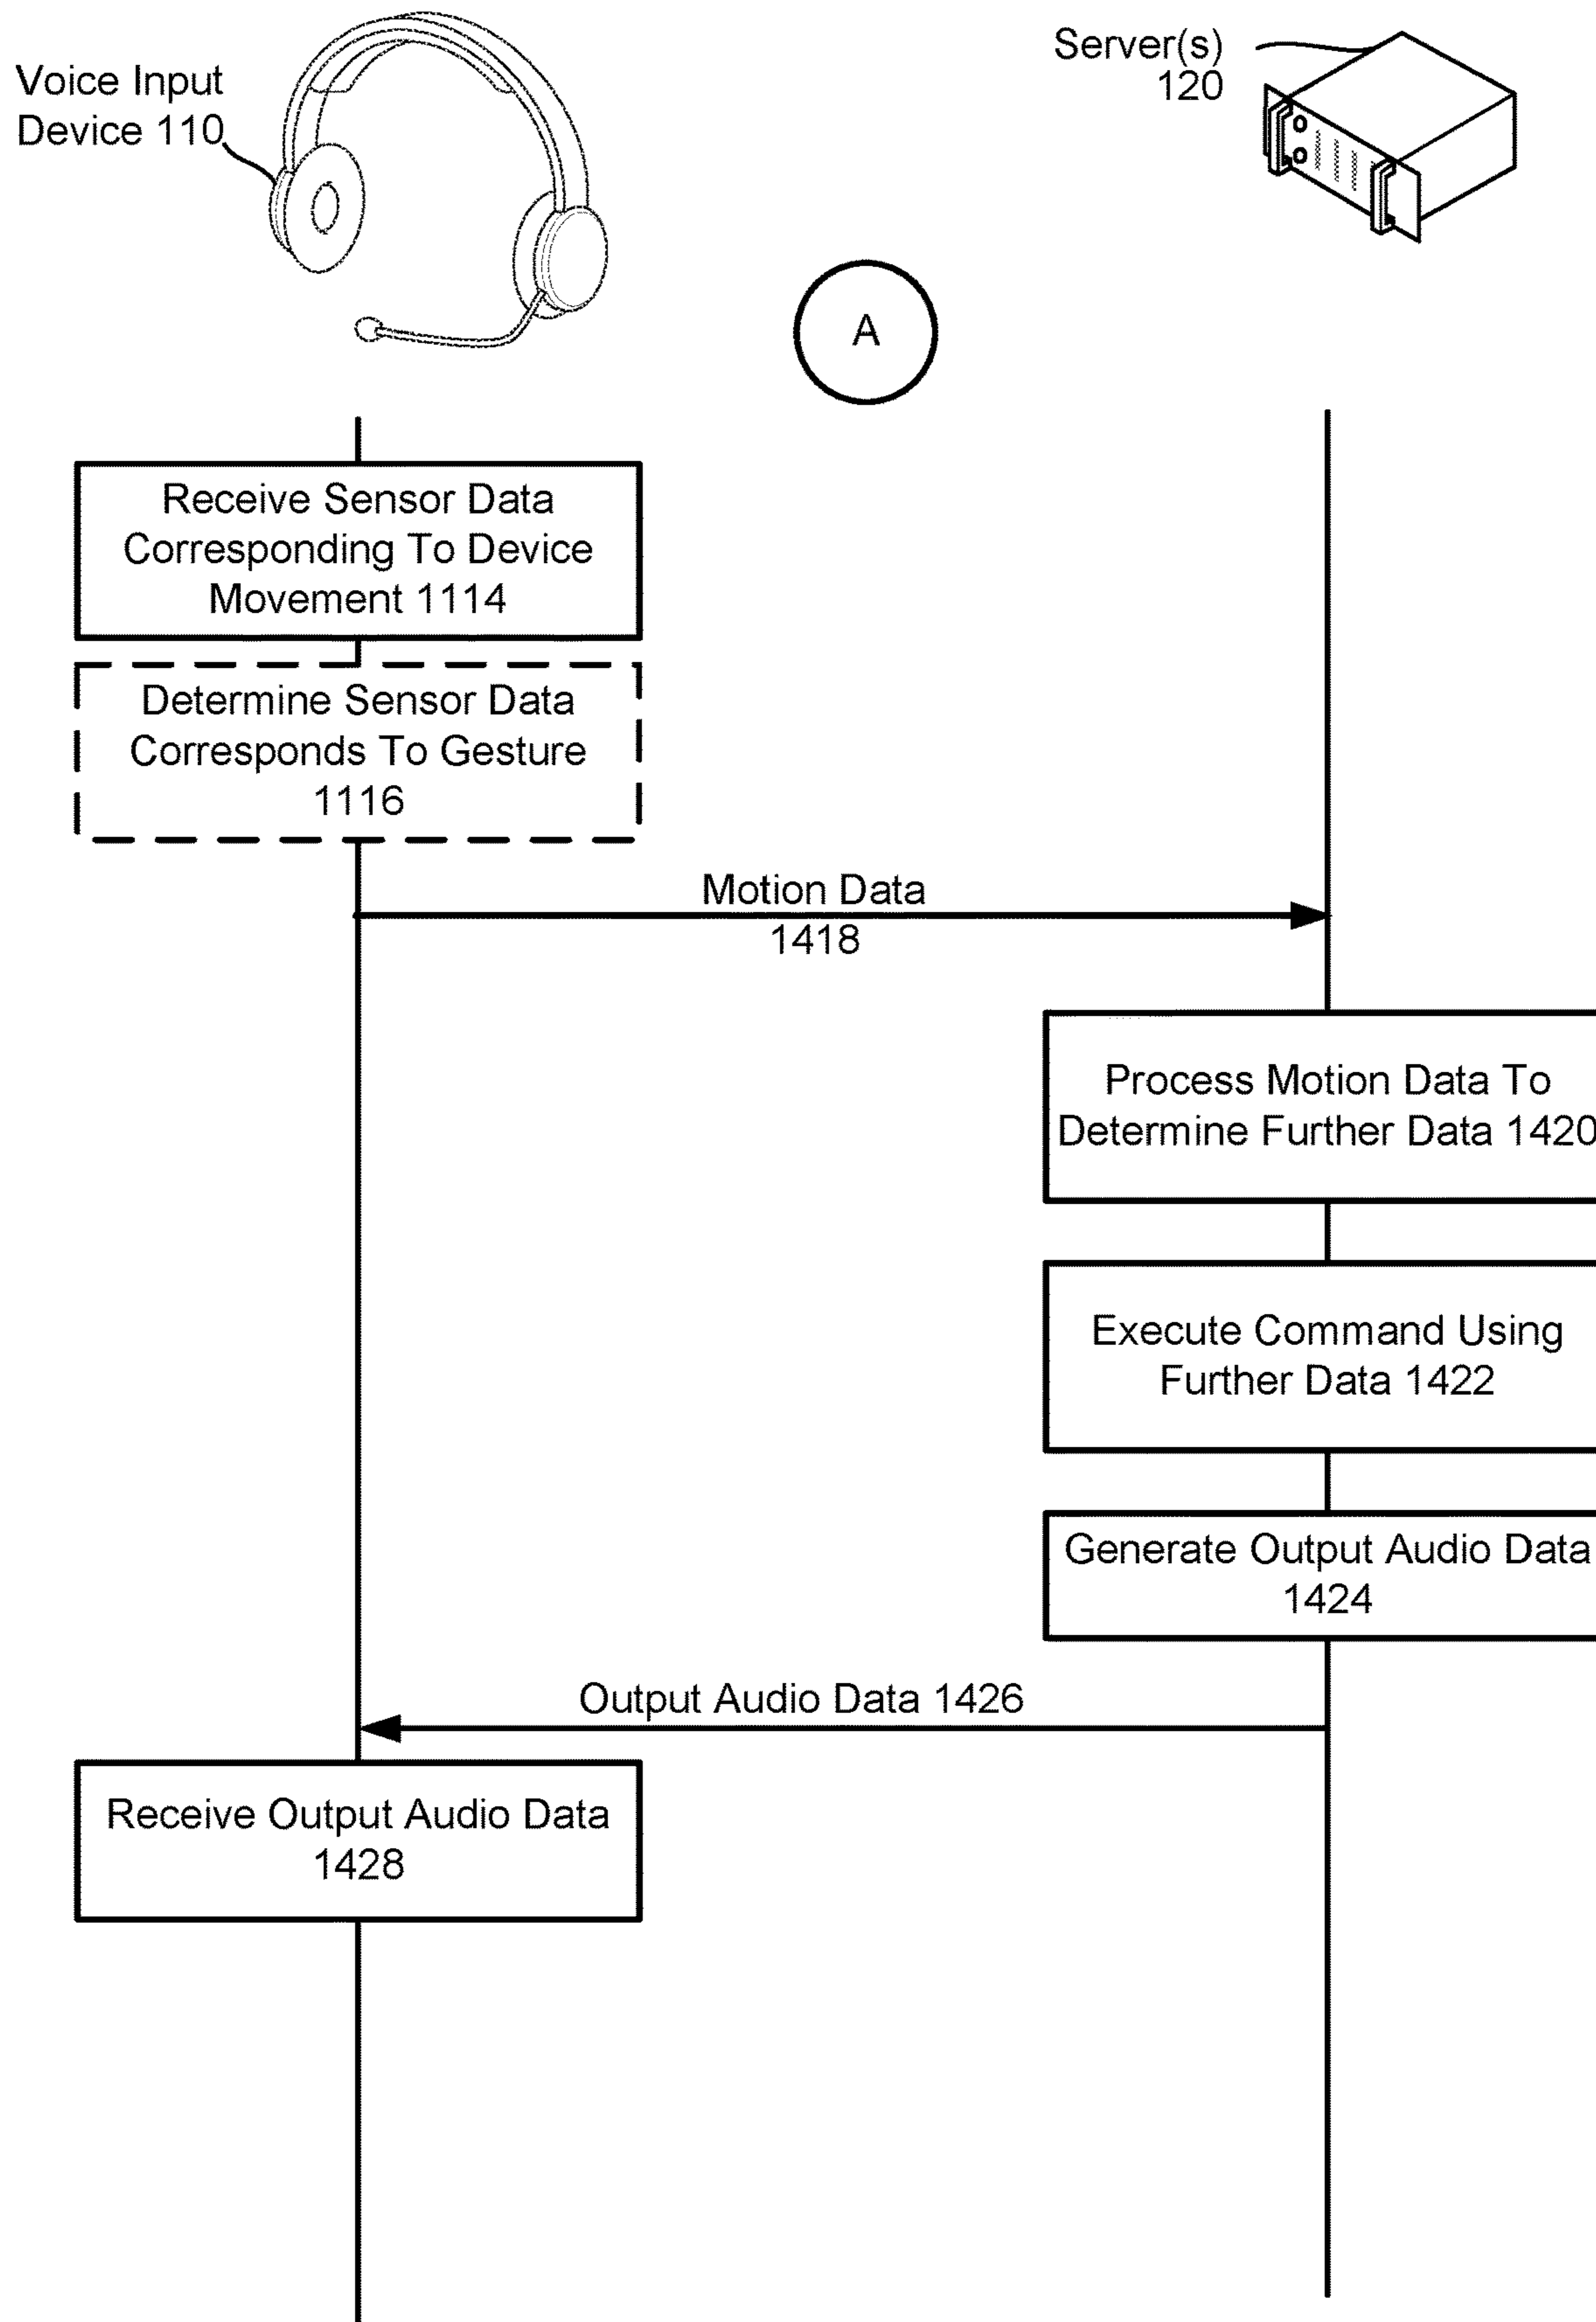 Voice Input
Device 110
Server(s)
120
A
Receive Sensor Data
Corresponding To Device
Movement 1114
Determine Sensor Data
Corresponds To Gesture
1116
Motion Data
1418
Process Motion Data To
Determine Further Data 1420
Execute Command Using
Further Data 1422
Generate Output Audio Data
1424
Output Audio Data 1426
Receive Output Audio Data
1428